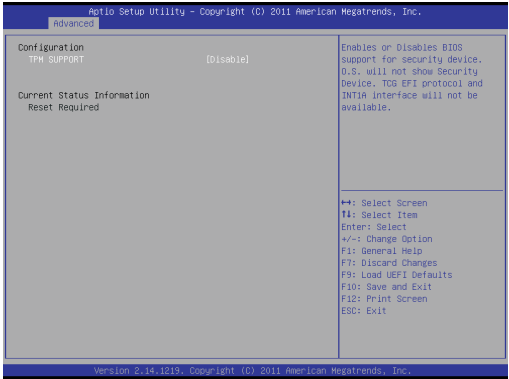 Aptio Setup Utility - Copyright (C) 2011 American Megatrends, Inc.
Advanced
Configuration
TPM SUPPORT [Disable]
Current Status Information
Reset Required
Enables or Disables BIOS
support for security device.
O.S. will not show Security
Device. TCG EFI protocol and
INT1A interface will not be
available.
↔: Select Screen
↑↓: Select Item
Enter: Select
+/-: Change Option
F1: General Help
F7: Discard Changes
F9: Load UEFI Defaults
F10: Save and Exit
F12: Print Screen
ESC: Exit
Version 2.14.1219. Copyright (C) 2011 American Megatrends, Inc.